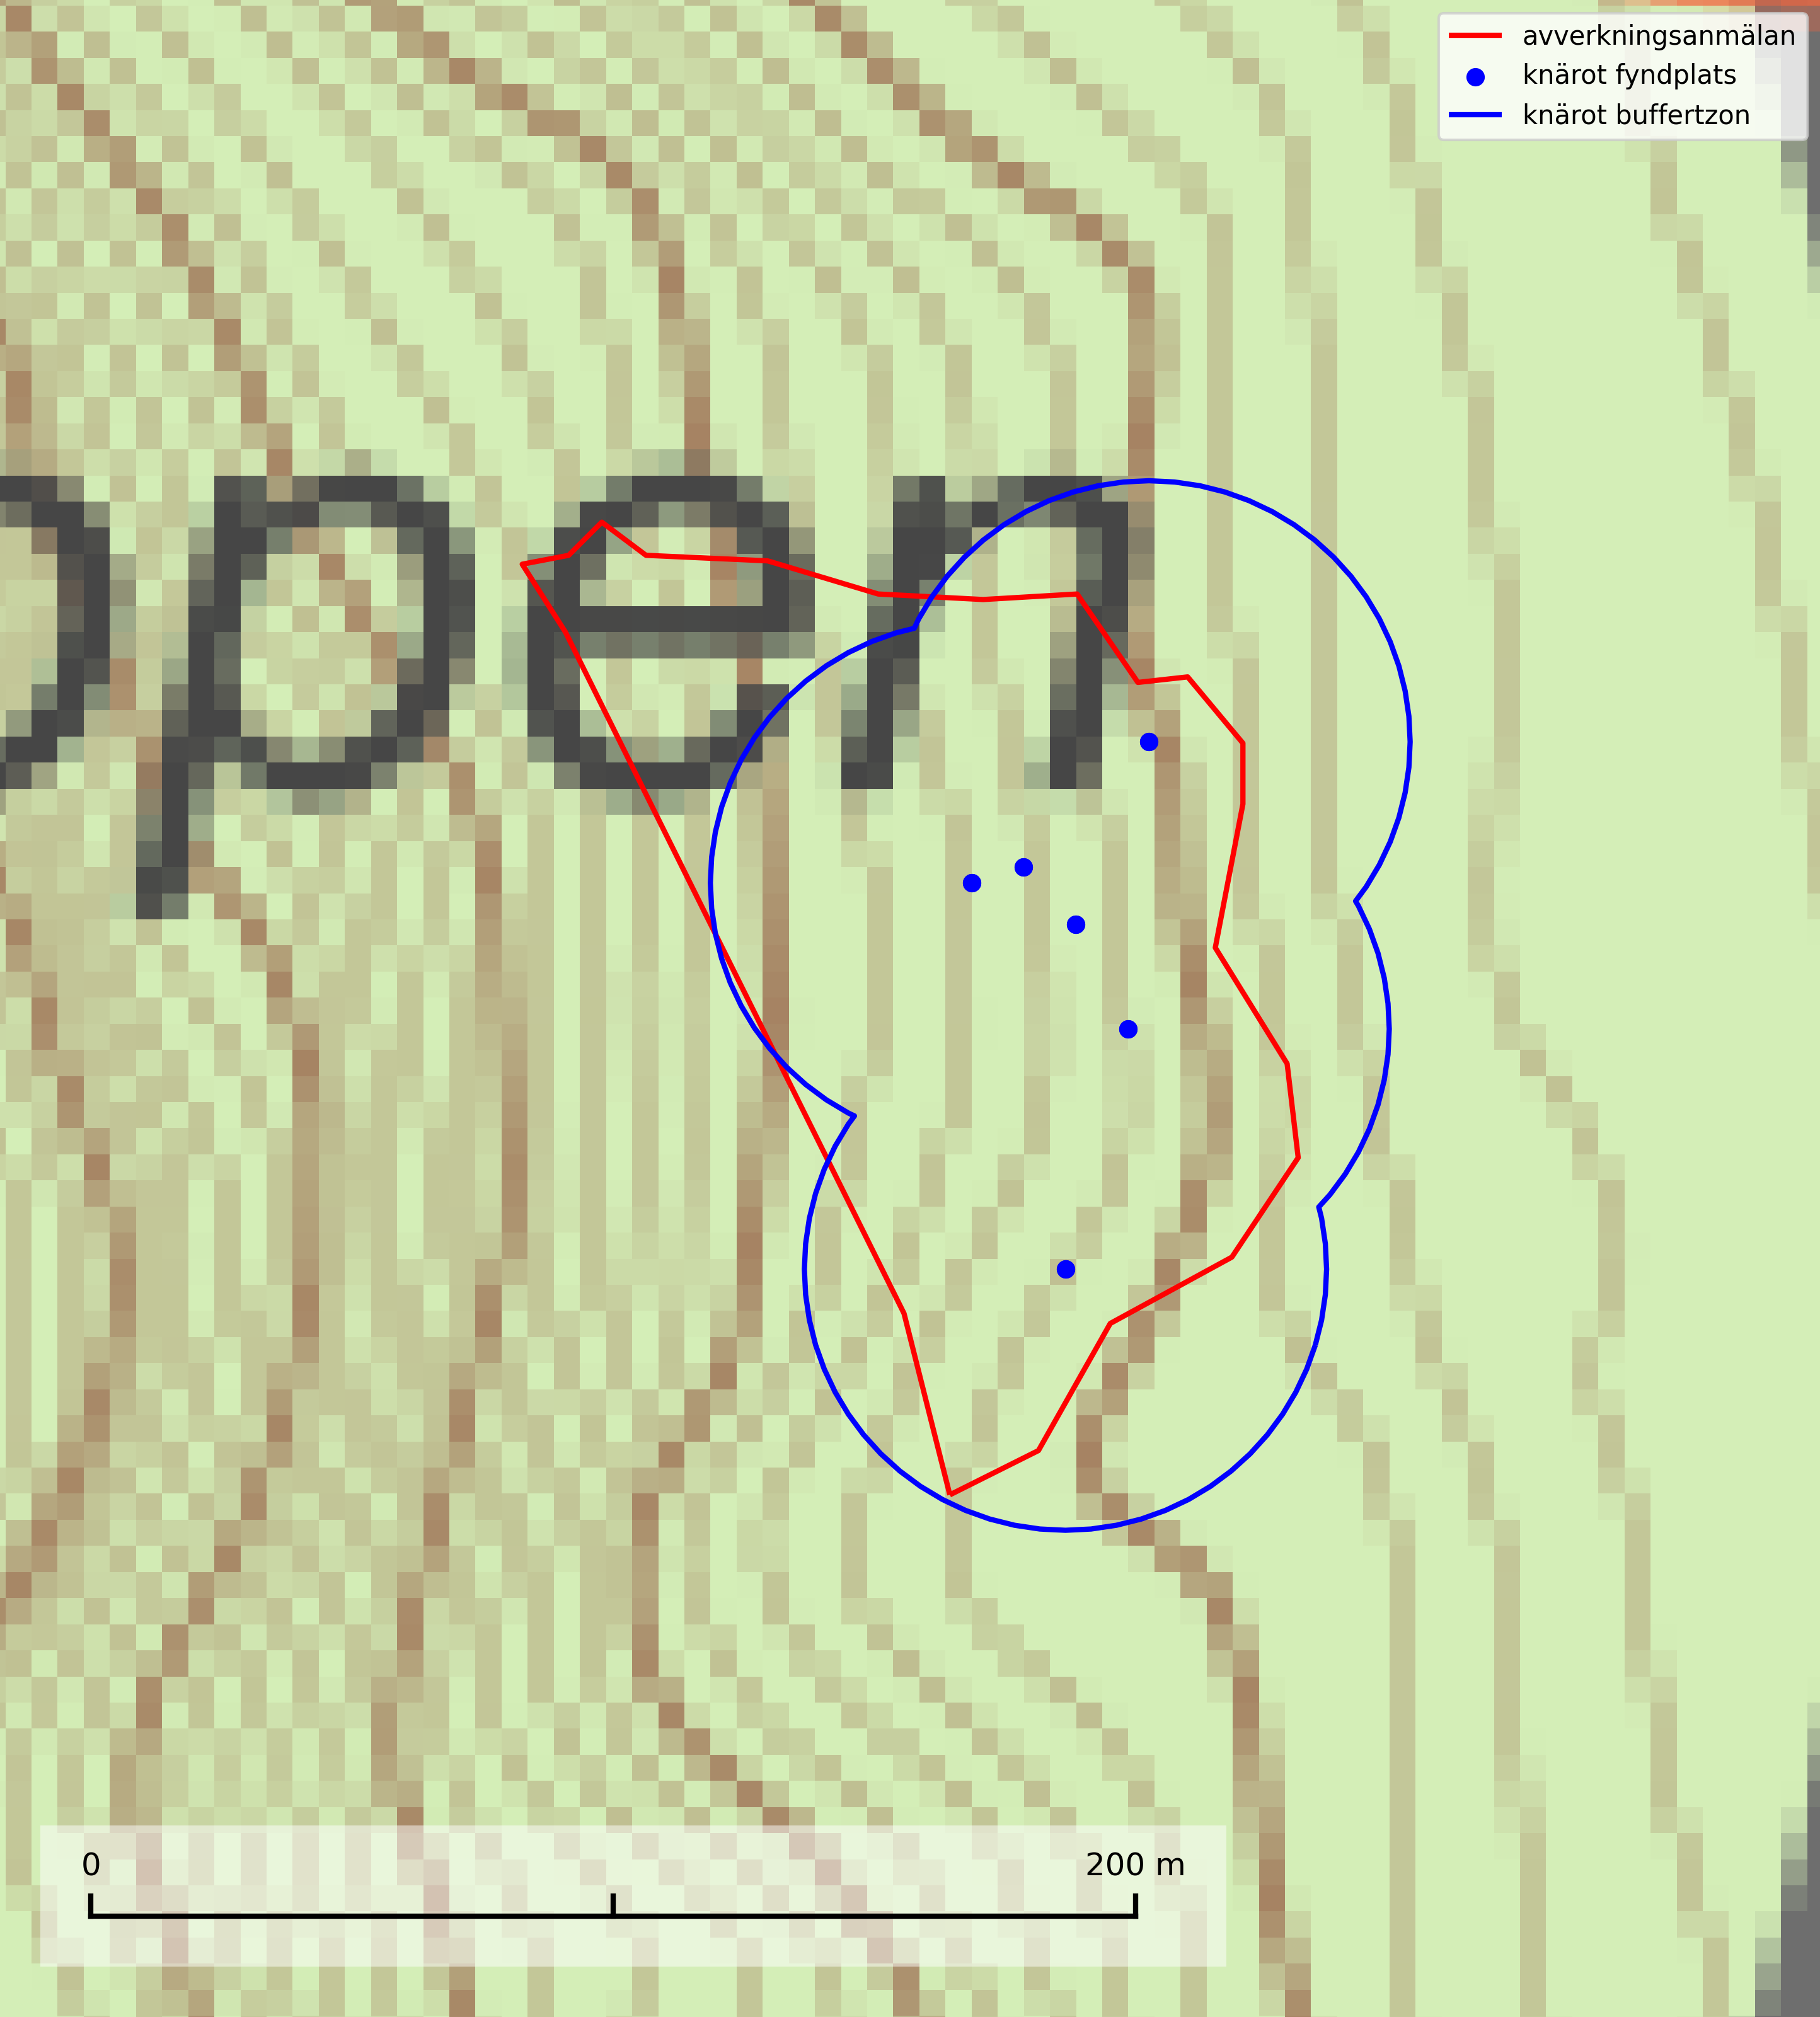 avverkningsanmälan
knärot fyndplats
knärot buffertzon
pen
0 200 m